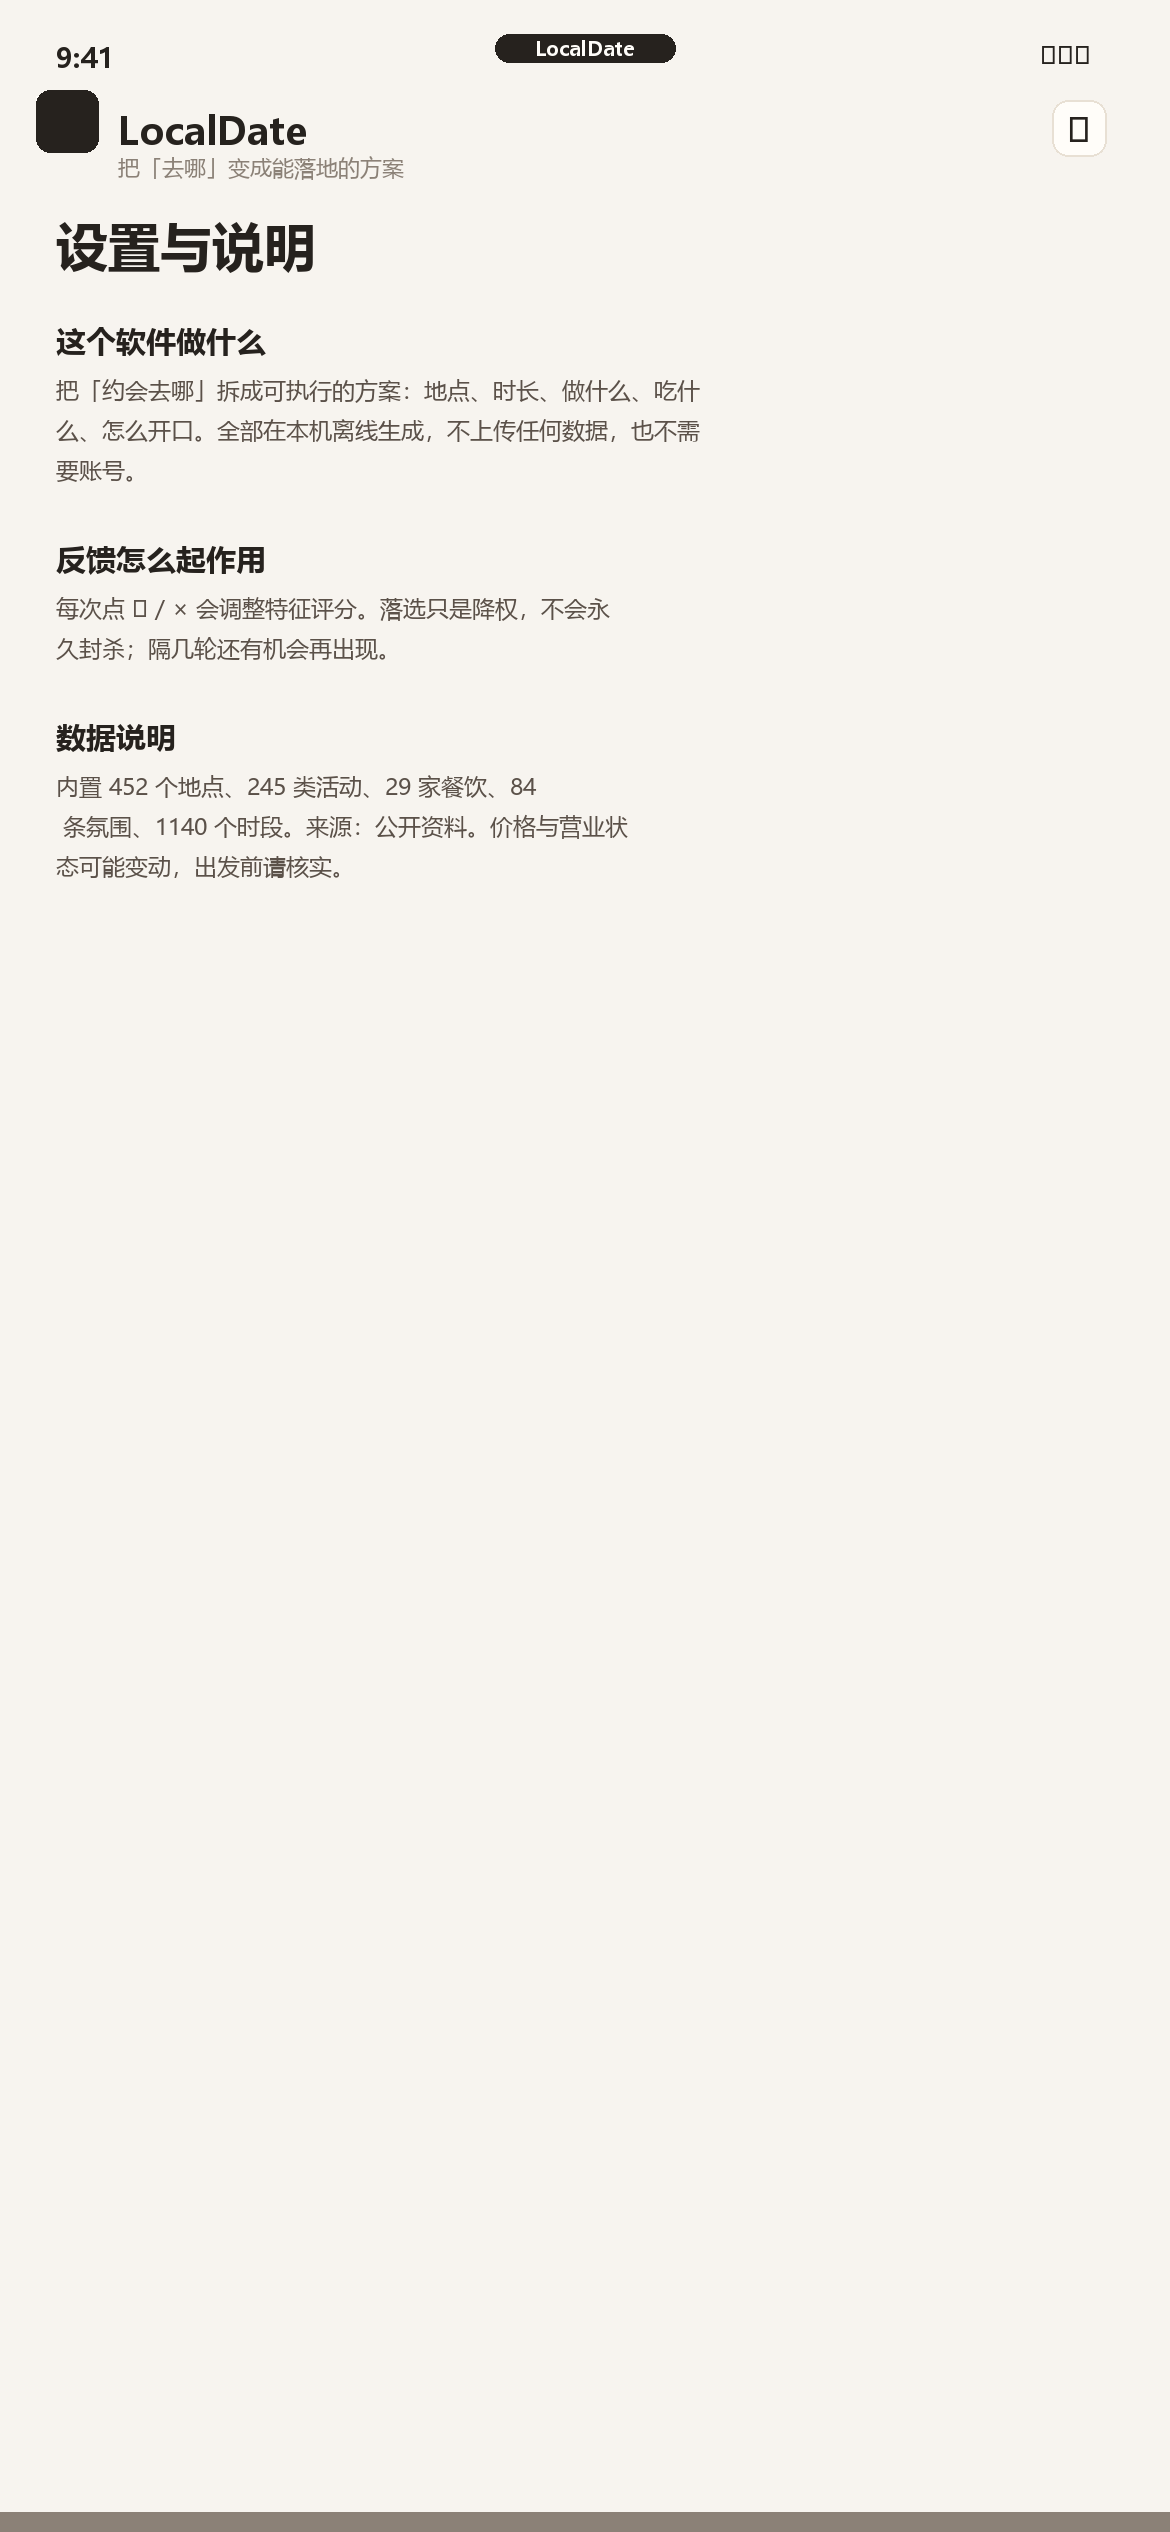 9:41
LocalDate
LocalDate
把「去哪」变成能落地的方案
设置与说明
这个软件做什么
把「约会去哪」拆成可执行的方案：地点、时长、做什么、吃什
么、怎么开口。全部在本机离线生成，不上传任何数据，也不需
要账号。
反馈怎么起作用
每次点 / × 会调整特征评分。落选只是降权，不会永
久封杀；隔几轮还有机会再出现。
数据说明
内置 452 个地点、245 类活动、29 家餐饮、84
条氛围、1140 个时段。来源：公开资料。价格与营业状
态可能变动，出发前请核实。